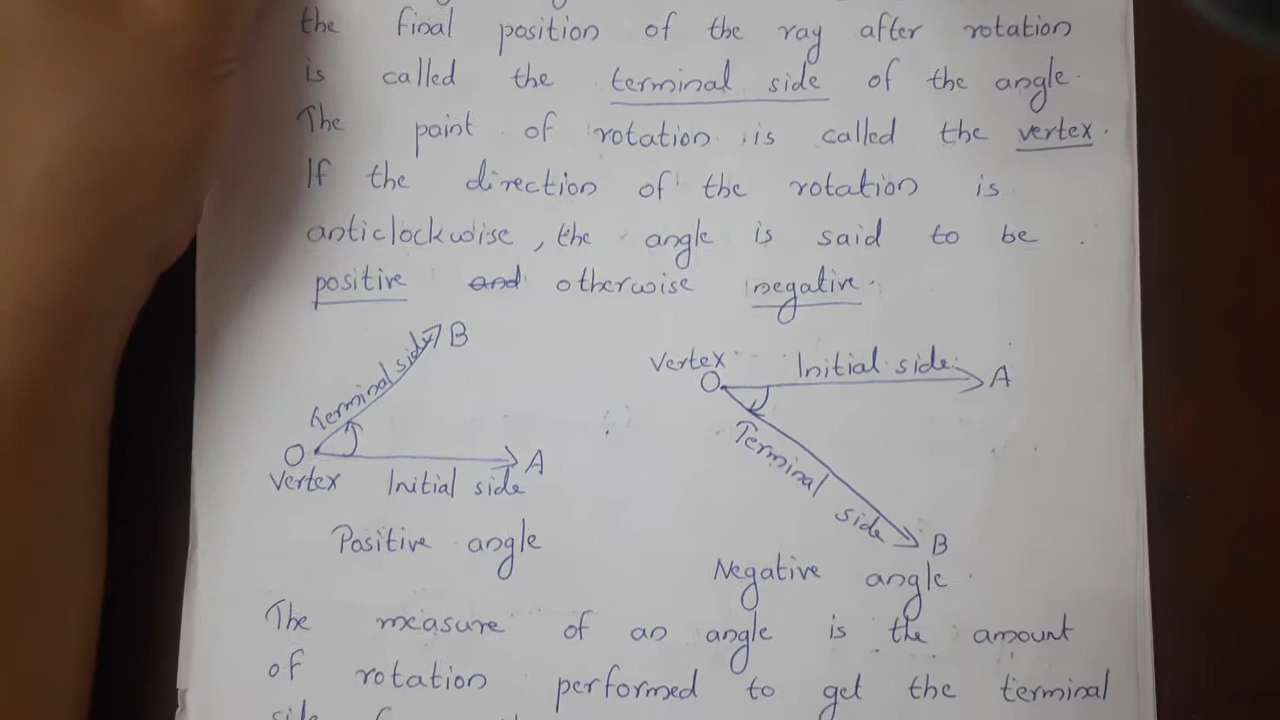 the final position of the ray after rotation
is called the terminal side of the angle.
The point of rotation is called the vertex.
If the direction of the rotation is
anticlockwise, the angle is said to be
positive and otherwise negative.
B
Terminal side
O
A
Vertex Initial side
Positive angle
Vertex Initial side
O
A
Terminal side
B
Negative angle
The measure of an angle is the amount
of rotation performed to get the terminal
side